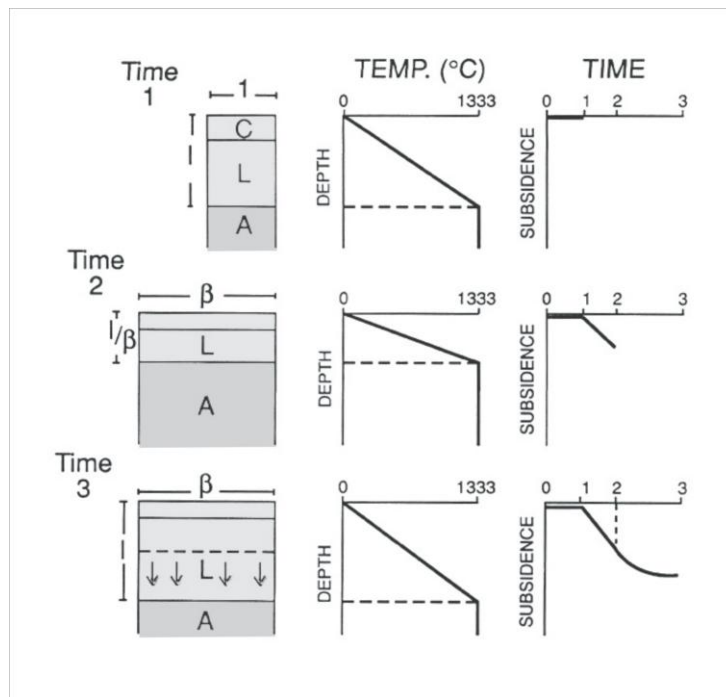 Time
1
1
C
L
A
TEMP. (°C)
0 1333
DEPTH
TIME
0 1 2 3
SUBSIDENCE
Time
2
β
l/β
L
A
0 1333
DEPTH
0 1 2 3
SUBSIDENCE
Time
3
β
l
L
A
0 1333
DEPTH
0 1 2 3
SUBSIDENCE